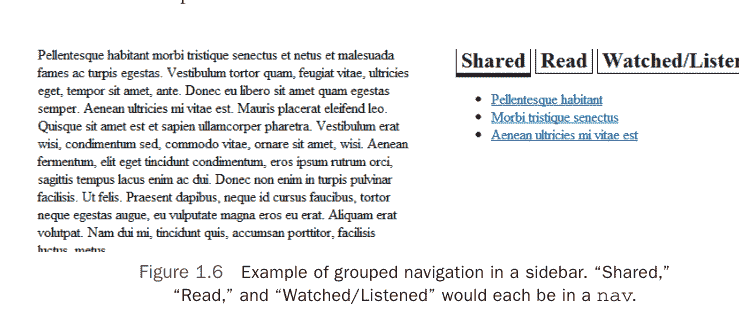 Pellentesque habitant morbi tristique senectus et netus et malesuada
fames ac turpis egestas. Vestibulum tortor quam, feugiat vitae, ultricies
eget, tempor sit amet, ante. Donec eu libero sit amet quam egestas
semper. Aenean ultricies mi vitae est. Mauris placerat eleifend leo.
Quisque sit amet est et sapien ullamcorper pharetra. Vestibulum erat
wisi, condimentum sed, commodo vitae, ornare sit amet, wisi. Aenean
fermentum, elit eget tincidunt condimentum, eros ipsum rutrum orci,
sagittis tempus lacus enim ac dui. Donec non enim in turpis pulvinar
facilisis. Ut felis. Praesent dapibus, neque id cursus faucibus, tortor
neque egestas augue, eu vulputate magna eros eu erat. Aliquam erat
volutpat. Nam dui mi, tincidunt quis, accumsan porttitor, facilisis
luctus, metus
Shared Read Watched/Listen
Pellentesque habitant
Morbi tristique senectus
Aenean ultricies mi vitae est
Figure 1.6 Example of grouped navigation in a sidebar. “Shared,”
“Read,” and “Watched/Listened” would each be in a nav.